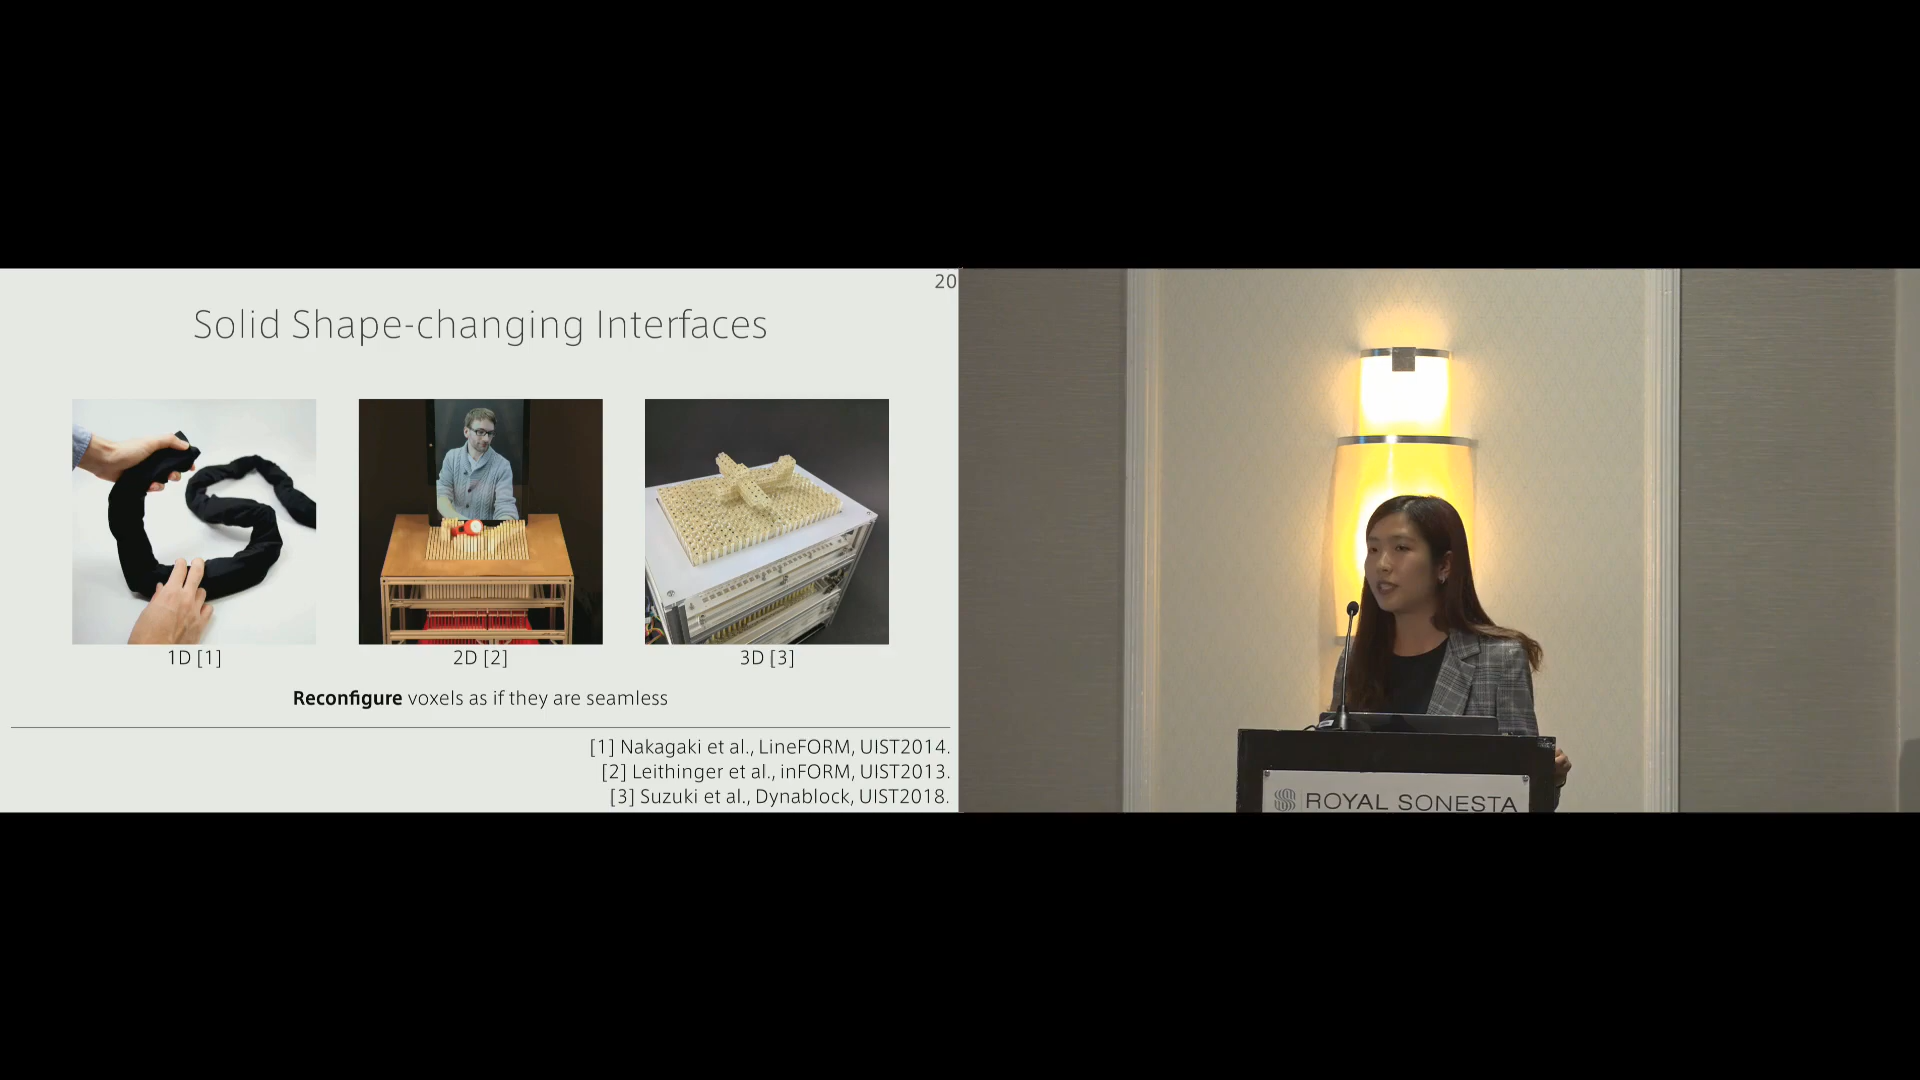 20
Solid Shape-changing Interfaces
1D [1]
2D [2]
3D [3]
Reconfigure voxels as if they are seamless
[1] Nakagaki et al., LineFORM, UIST2014.
[2] Leithinger et al., inFORM, UIST2013.
[3] Suzuki et al., Dynablock, UIST2018.
ROYAL SONESTA